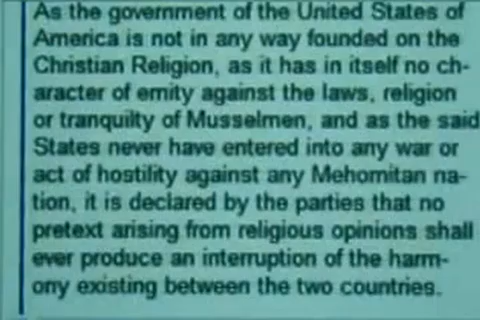 As the government of the United States of
America is not in any way founded on the
Christian Religion, as it has in itself no ch-
aracter of emity against the laws, religion
or tranquilty of Musselmen, and as the said
States never have entered into any war or
act of hostility against any Mehomitan na-
tion, it is declared by the parties that no
pretext arising from religious opinions shall
ever produce an interruption of the harm-
ony existing between the two countries.